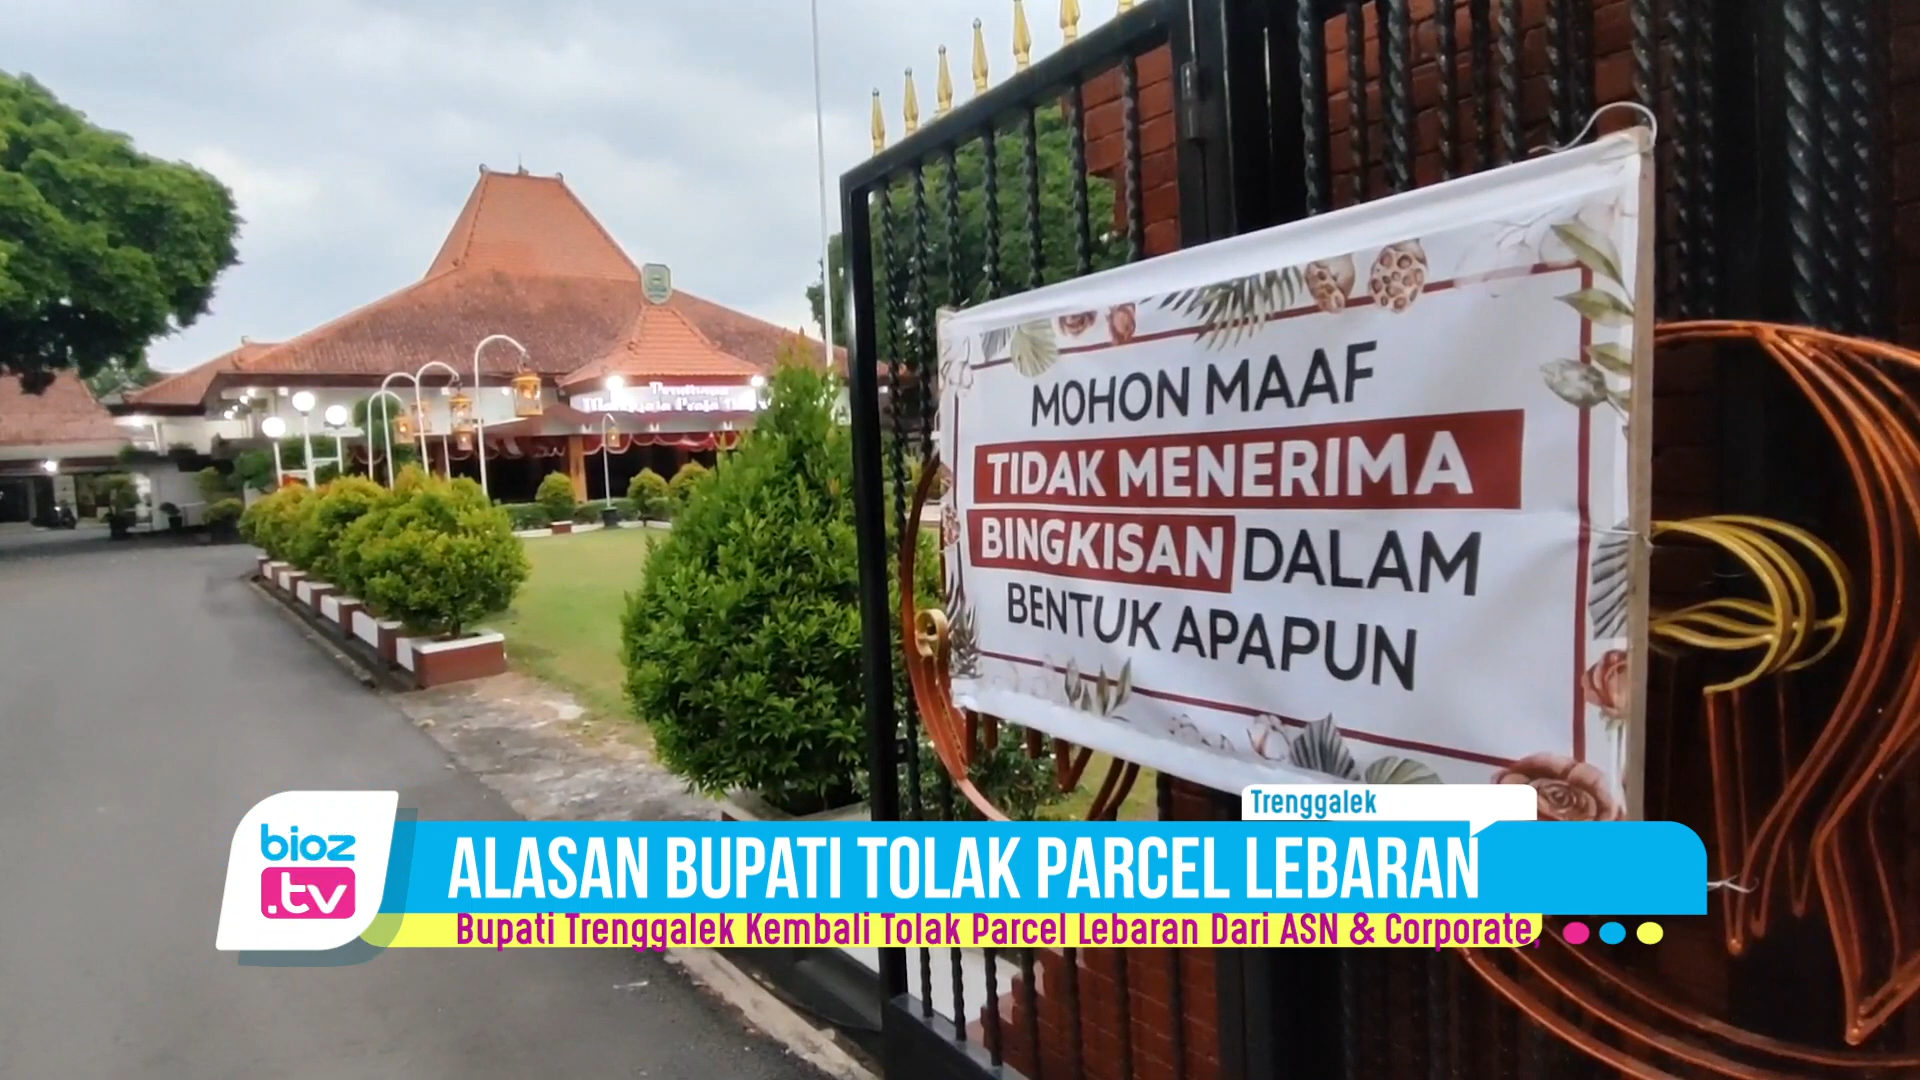 Pendhapa
MOHON MAAF
TIDAK MENERIMA
BINGKISAN DALAM
BENTUK APAPUN
Trenggalek
bioz
.tv
ALASAN BUPATI TOLAK PARCEL LEBARAN
Bupati Trenggalek Kembali Tolak Parcel Lebaran Dari ASN & Corporate,